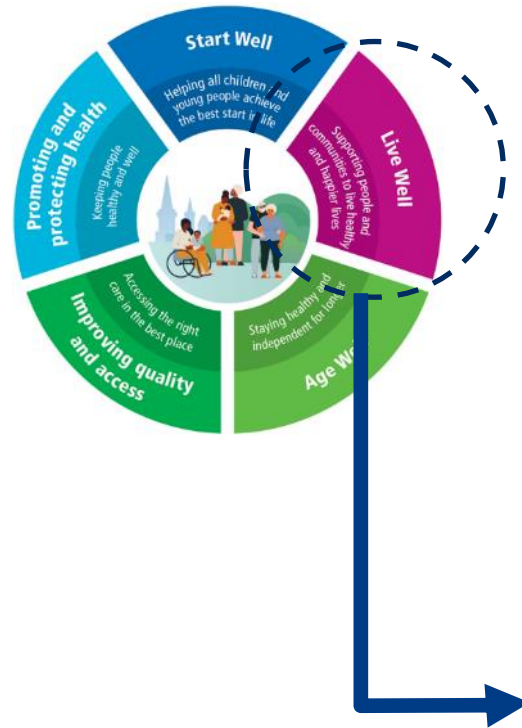 Start Well
Helping all children and
young people achieve
the best start in life
Live Well
Supporting people and
communities to live healthy
and happier lives
Age
Staying healthy and
independent for longer
Improving quality
and access
Accessing the right
care in the best place
Promoting and
protecting health
Keeping people
healthy and well